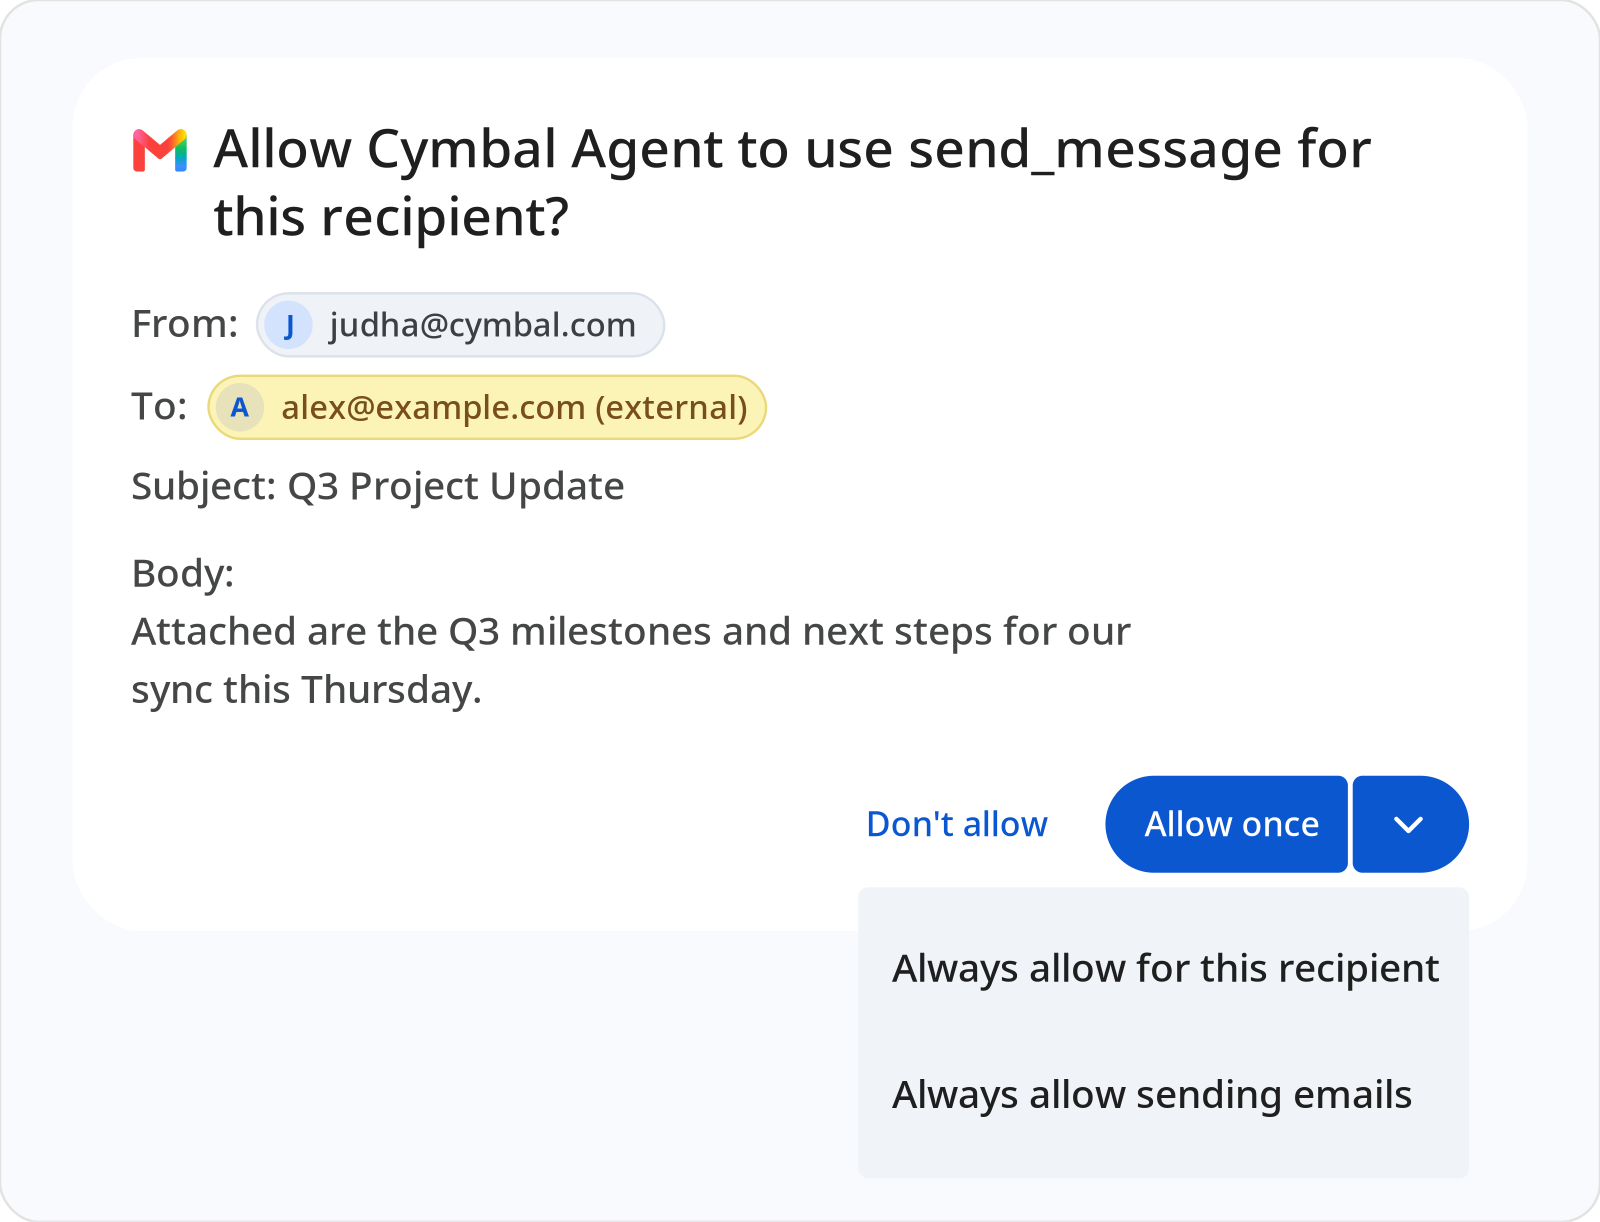 Allow Cymbal Agent to use send_message for
this recipient?
From: J judha@cymbal.com
To: A alex@example.com (external)
Subject: Q3 Project Update
Body:
Attached are the Q3 milestones and next steps for our
sync this Thursday.
Don't allow
Allow once
Always allow for this recipient
Always allow sending emails